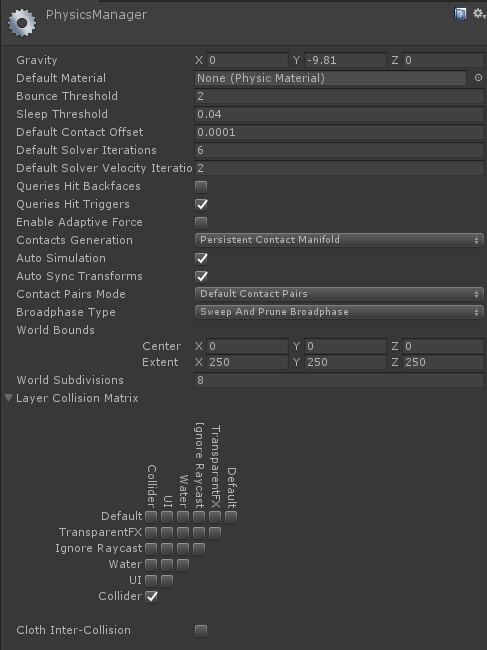 PhysicsManager
Gravity X 0 Y -9.81 Z 0
Default Material None (Physic Material)
Bounce Threshold 2
Sleep Threshold 0.04
Default Contact Offset 0.0001
Default Solver Iterations 6
Default Solver Velocity Iteratio 2
Queries Hit Backfaces
Queries Hit Triggers
Enable Adaptive Force
Contacts Generation Persistent Contact Manifold
Auto Simulation
Auto Sync Transforms
Contact Pairs Mode Default Contact Pairs
Broadphase Type Sweep And Prune Broadphase
World Bounds
Center X 0 Y 0 Z 0
Extent X 250 Y 250 Z 250
World Subdivisions 8
Layer Collision Matrix
Collider
UI
Water
Ignore Raycast
TransparentFX
Default
Default
TransparentFX
Ignore Raycast
Water
UI
Collider
Cloth Inter-Collision